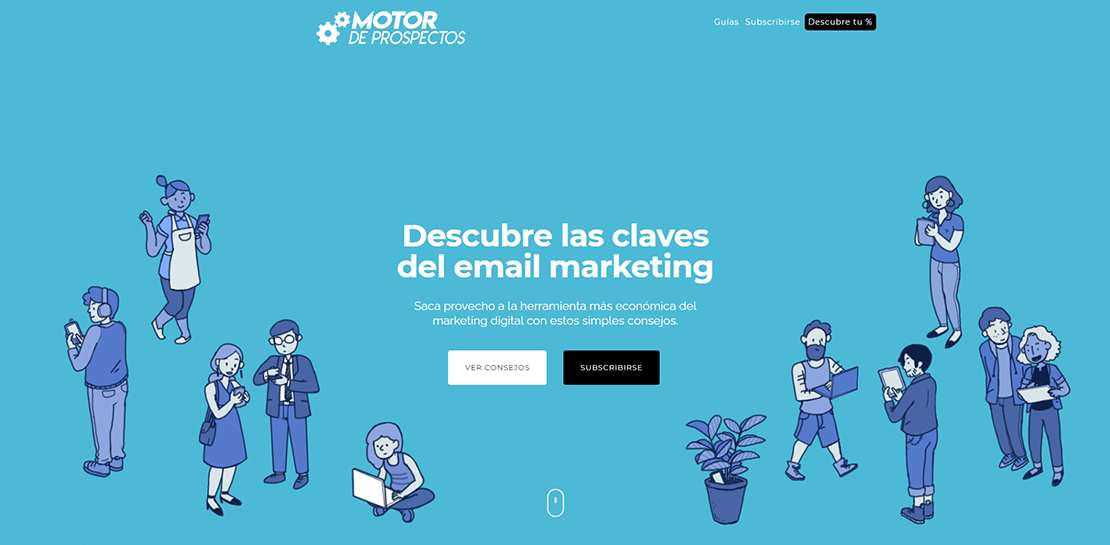 MOTOR
DE PROSPECTOS
Guías Subscribirse Descubre tu %
Descubre las claves
del email marketing
Saca provecho a la herramienta más económica del
marketing digital con estos simples consejos.
VER CONSEJOS SUBSCRIBIRSE